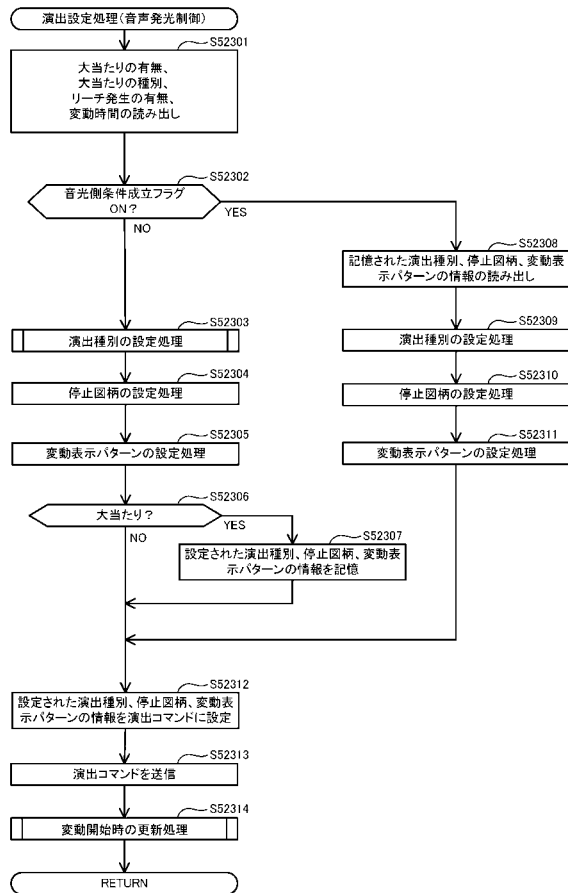 演出設定処理(音声発光制御)
S52301
大当たりの有無、
大当たりの種別、
リーチ発生の有無、
変動時間の読み出し
S52302
音光側条件成立フラグ
ON?
YES
NO
S52308
記憶された演出種別、停止図柄、変動表
示パターンの情報の読み出し
S52303
演出種別の設定処理
S52309
演出種別の設定処理
S52304
停止図柄の設定処理
S52310
停止図柄の設定処理
S52305
変動表示パターンの設定処理
S52311
変動表示パターンの設定処理
S52306
大当たり?
YES
NO
S52307
設定された演出種別、停止図柄、変動表
示パターンの情報を記憶
S52312
設定された演出種別、停止図柄、変動表
示パターンの情報を演出コマンドに設定
S52313
演出コマンドを送信
S52314
変動開始時の更新処理
RETURN